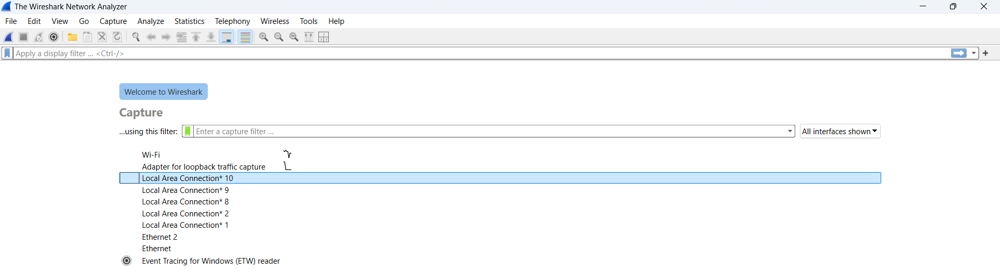 The Wireshark Network Analyzer
File Edit View Go Capture Analyze Statistics Telephony Wireless Tools Help
Apply a display filter ... <Ctrl-/>
Welcome to Wireshark
Capture
...using this filter: Enter a capture filter ... All interfaces shown
Wi-Fi
Adapter for loopback traffic capture
Local Area Connection* 10
Local Area Connection* 9
Local Area Connection* 8
Local Area Connection* 2
Local Area Connection* 1
Ethernet 2
Ethernet
Event Tracing for Windows (ETW) reader